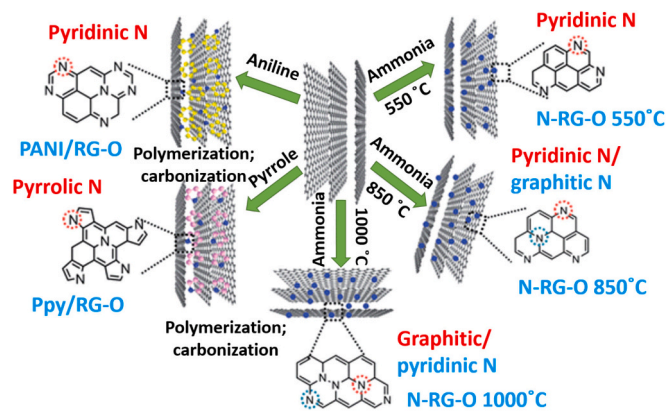 Pyridinic N
N
N
N
N
N
PANI/RG-O
Aniline
Polymerization;
carbonization
Ammonia
550 ˚C
Pyridinic N
N
N
N
N-RG-O 550˚C
Pyrrolic N
N
N
N
N
N
Ppy/RG-O
Pyrrole
Polymerization;
carbonization
Ammonia
850 ˚C
Pyridinic N/
graphitic N
N
N
N
N
N-RG-O 850˚C
Ammonia
1000 ˚C
Graphitic/
pyridinic N
N
N
N
N
N
N-RG-O 1000˚C